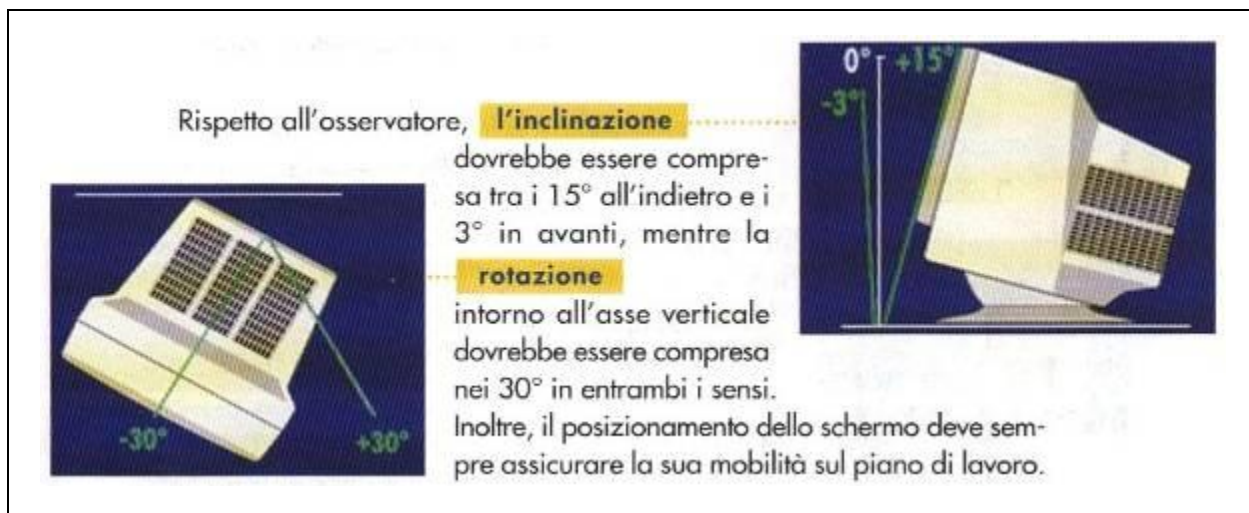 0° +15°
-3°
Rispetto all'osservatore, l'inclinazione
dovrebbe essere compre-
sa tra i 15° all'indietro e i
3° in avanti, mentre la
rotazione
intorno all'asse verticale
dovrebbe essere compresa
nei 30° in entrambi i sensi.
Inoltre, il posizionamento dello schermo deve sem-
pre assicurare la sua mobilità sul piano di lavoro.
-30° +30°